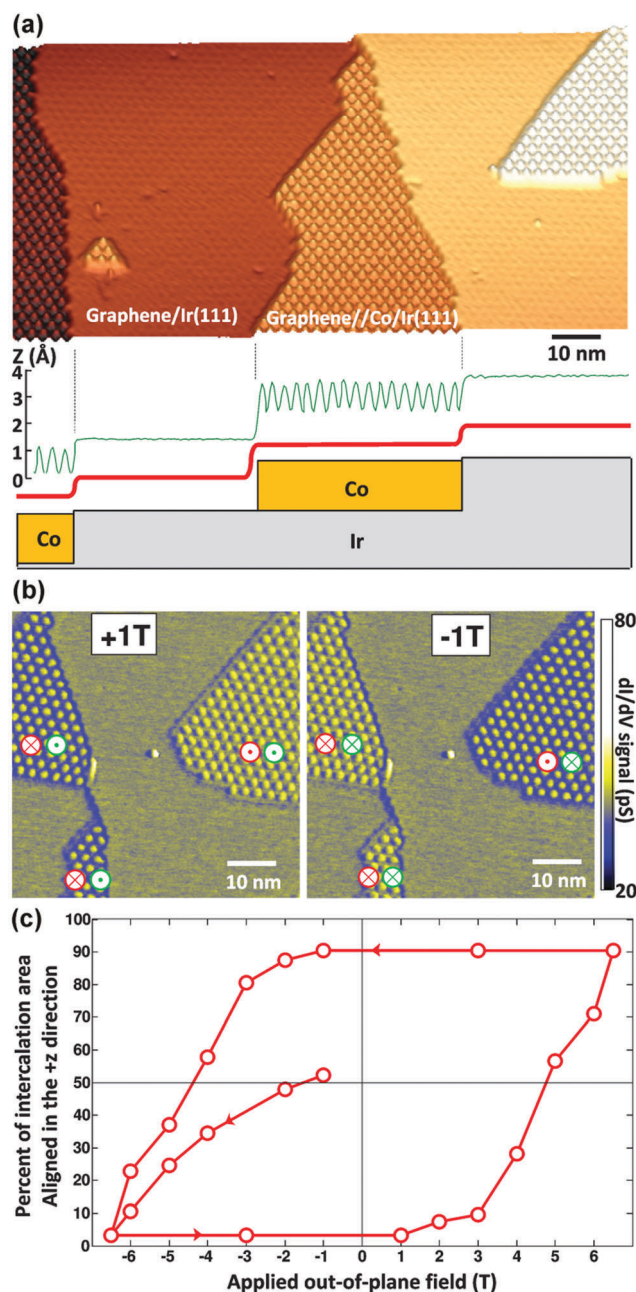 (a)
Graphene/Ir(111)
Graphene//Co/Ir(111)
10 nm
Z (Å)
4
3
2
1
0
Co
Co
Ir
(b)
+1T
-1T
80
dI/dV signal (pS)
20
10 nm
10 nm
(c)
100
90
80
70
60
50
40
30
20
10
0
Percent of intercalation area
Aligned in the +z direction
-6 -5 -4 -3 -2 -1 0 1 2 3 4 5 6
Applied out-of-plane field (T)